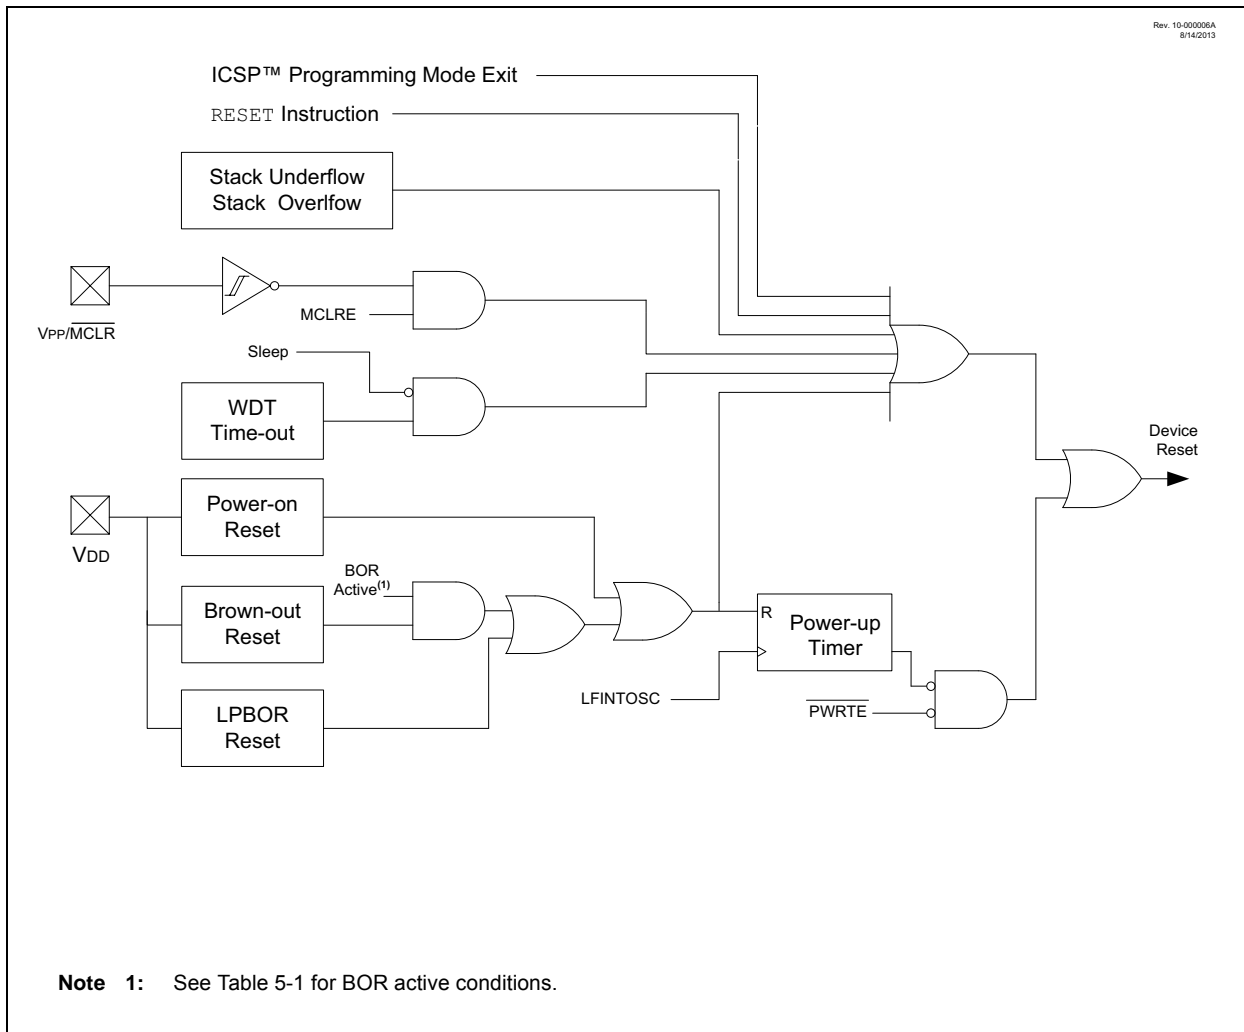 Rev. 10-000006A
8/14/2013
ICSP™ Programming Mode Exit
RESET Instruction
Stack Underflow
Stack Overlfow
VPP/MCLR
MCLRE
Sleep
WDT
Time-out
Device
Reset
VDD
Power-on
Reset
BOR
Active(1)
Brown-out
Reset
R
Power-up
Timer
LFINTOSC
PWRTE
LPBOR
Reset
Note 1: See Table 5-1 for BOR active conditions.